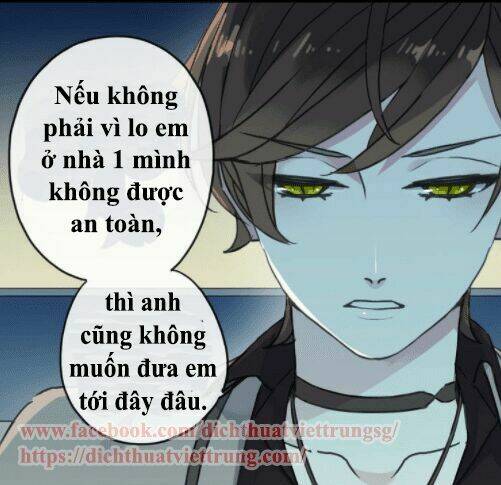 Nếu không
phải vì lo em
ở nhà 1 mình
không được
an toàn,
thì anh
cũng không
muốn đưa em
tới đây đâu.
www.facebook.com/dichthuatviettrungsg/
https://dichthuatviettrung.com/